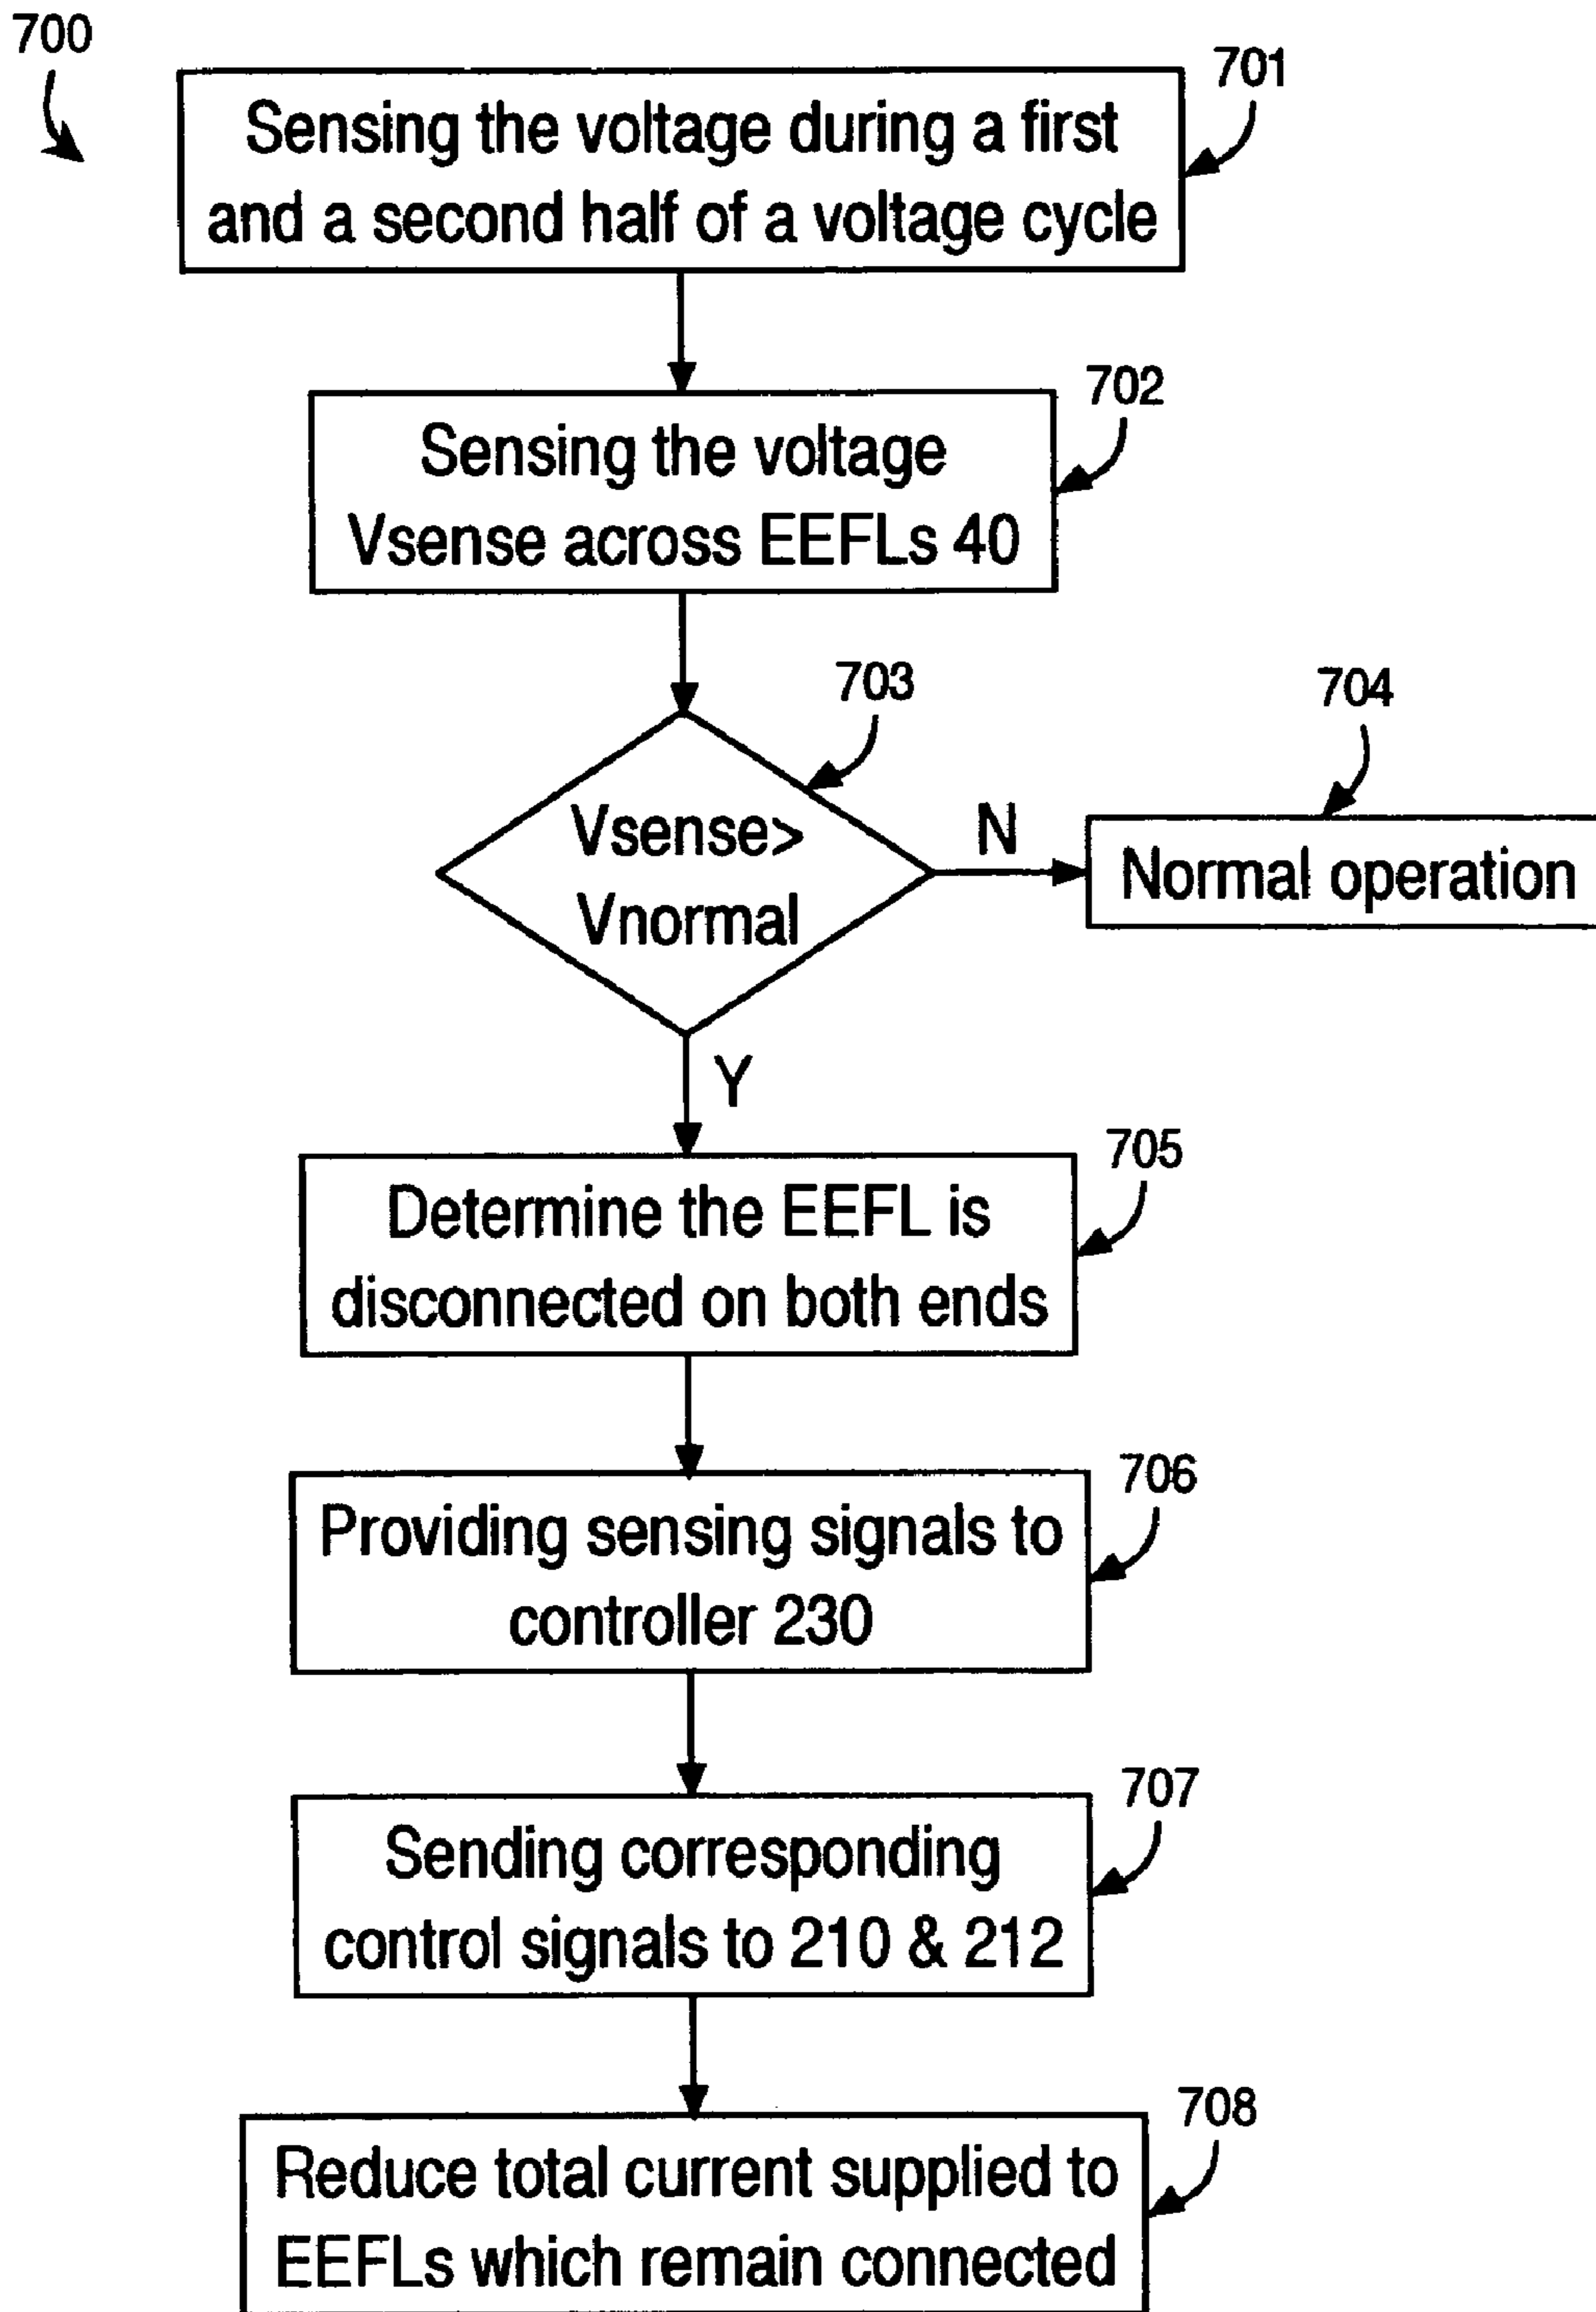 700
701
Sensing the voltage during a first
and a second half of a voltage cycle
702
Sensing the voltage
Vsense across EEFLs 40
703
Vsense>
Vnormal
N
704
Normal operation
Y
705
Determine the EEFL is
disconnected on both ends
706
Providing sensing signals to
controller 230
707
Sending corresponding
control signals to 210 & 212
708
Reduce total current supplied to
EEFLs which remain connected